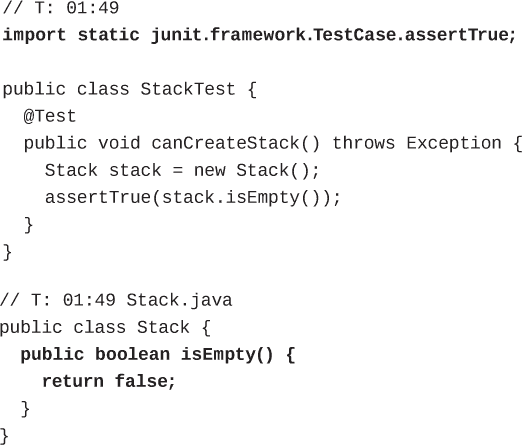 // T: 01:49
import static junit.framework.TestCase.assertTrue;
public class StackTest {
@Test
public void canCreateStack() throws Exception {
Stack stack = new Stack();
assertTrue(stack.isEmpty());
}
}
// T: 01:49 Stack.java
public class Stack {
public boolean isEmpty() {
return false;
}
}